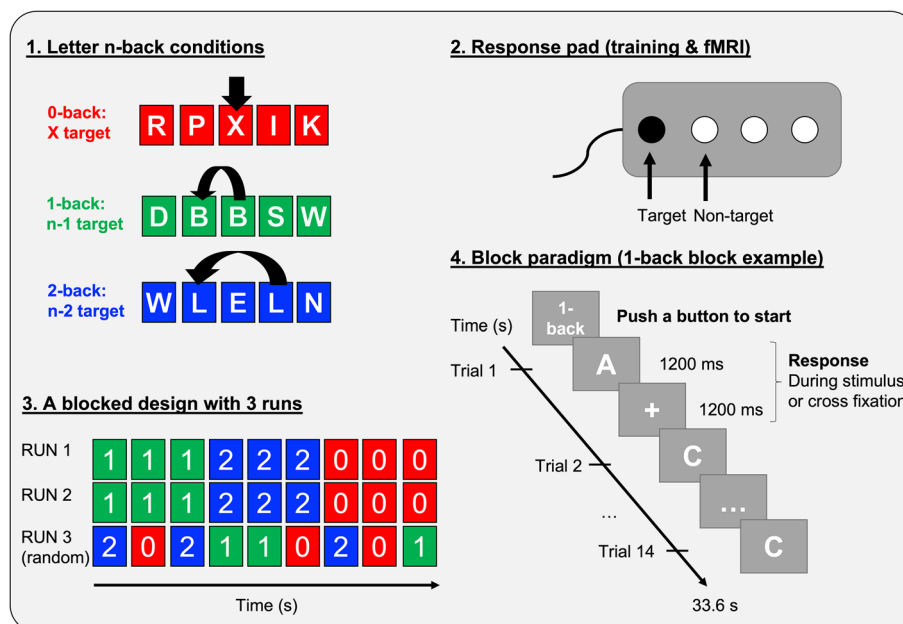 1. Letter n-back conditions
0-back:
X target
R P X I K
1-back:
n-1 target
D B B S W
2-back:
n-2 target
W L E L N
2. Response pad (training & fMRI)
Target
Non-target
3. A blocked design with 3 runs
RUN 1
1 1 1 2 2 2 0 0 0
RUN 2
1 1 1 2 2 2 0 0 0
RUN 3
(random)
2 0 2 1 1 0 2 0 1
Time (s)
4. Block paradigm (1-back block example)
1-
back
Push a button to start
Time (s)
Trial 1
A
1200 ms
Response
During stimulus
or cross fixation
+
1200 ms
Trial 2
C
...
...
Trial 14
C
33.6 s